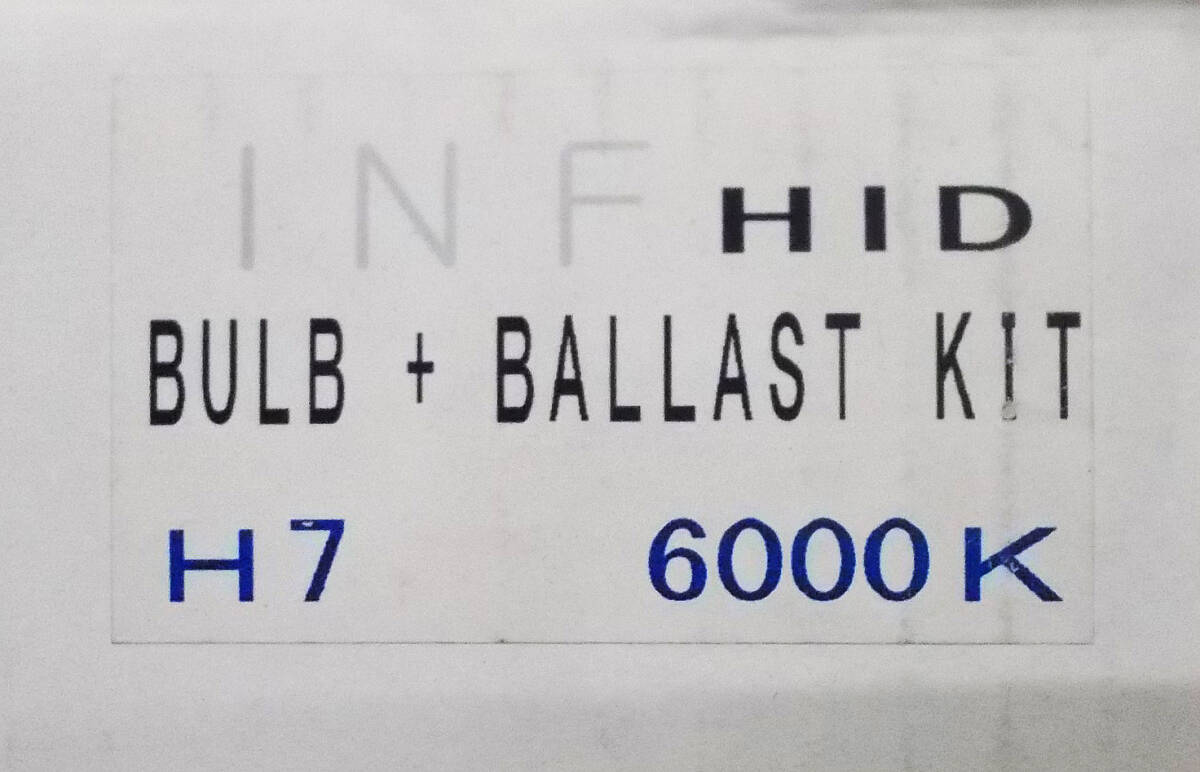 INF HID
BULB + BALLAST KIT
H7 6000K